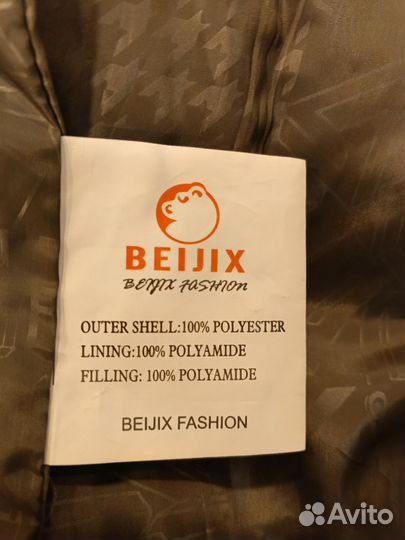 BEIJIX
BEIJIX FASHION
OUTER SHELL:100% POLYESTER
LINING:100% POLYAMIDE
FILLING: 100% POLYAMIDE
BEIJIX FASHION
Avito